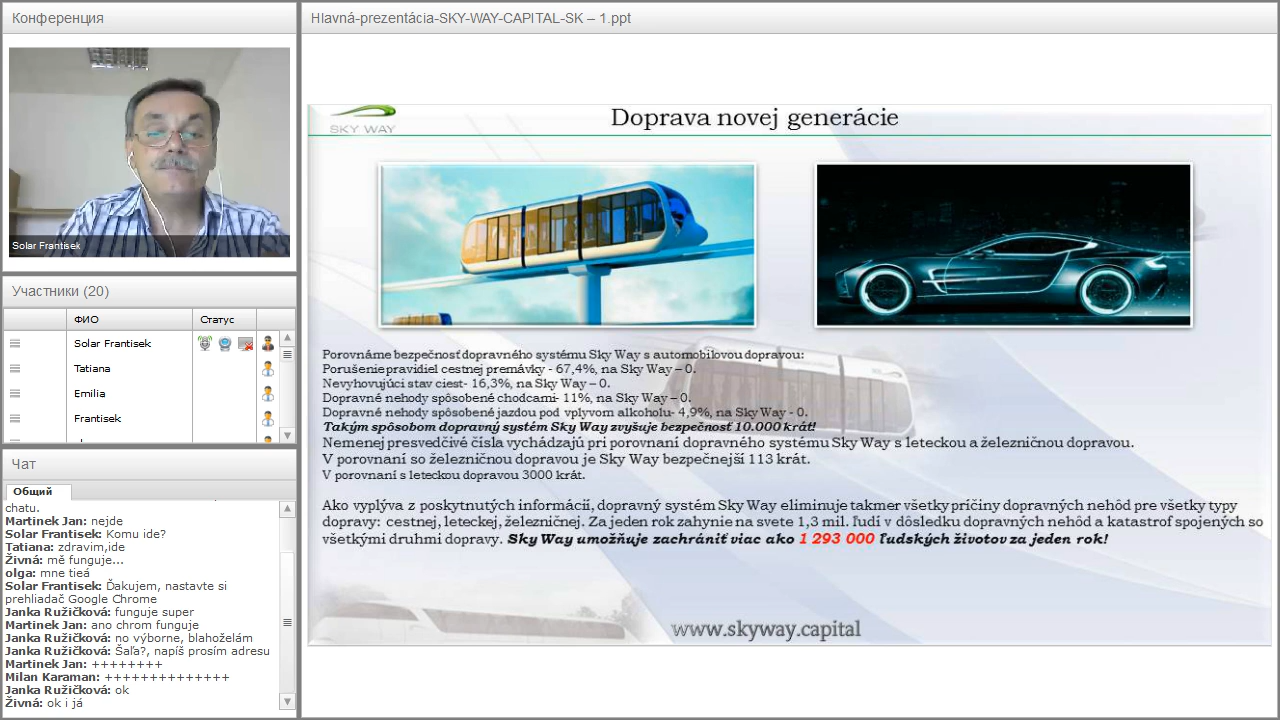 Конференция
Solar Frantisek
Участники (20)
ФИО
Статус
Solar Frantisek
Tatiana
Emilia
Frantisek
Чат
Общий
chatu.
Martinek Jan: nejde
Solar Frantisek: Komu ide?
Tatiana: zdravim,ide
Živná: mě funguje...
olga: mne tieá
Solar Frantisek: Ďakujem, nastavte si
prehliadač Google Chrome
Janka Ružičková: funguje super
Martinek Jan: ano chrom funguje
Janka Ružičková: no výborne, blahoželám
Janka Ružičková: Šaľa?, napíš prosím adresu
Martinek Jan: ++++++++
Milan Karaman: ++++++++++++++
Janka Ružičková: ok
Živná: ok i já
Hlavná-prezentácia-SKY-WAY-CAPITAL-SK – 1.ppt
SKY WAY
Doprava novej generácie
Porovnáme bezpečnosť dopravného systému Sky Way s automobilovou dopravou:
Porušenie pravidiel cestnej premávky - 67,4%, na Sky Way – 0.
Nevyhovujúci stav ciest- 16,3%, na Sky Way – 0.
Dopravné nehody spôsobené chodcami- 11%, na Sky Way – 0.
Dopravné nehody spôsobené jazdou pod vplyvom alkoholu- 4,9%, na Sky Way - 0.
Takým spôsobom dopravný systém Sky Way zvyšuje bezpečnosť 10.000 krát!
Nemenej presvedčivé čísla vychádzajú pri porovnaní dopravného systému Sky Way s leteckou a železničnou dopravou.
V porovnaní so železničnou dopravou je Sky Way bezpečnejší 113 krát.
V porovnaní s leteckou dopravou 3000 krát.
Ako vyplýva z poskytnutých informácií, dopravný systém Sky Way eliminuje takmer všetky príčiny dopravných nehôd pre všetky typy
dopravy: cestnej, leteckej, železničnej. Za jeden rok zahynie na svete 1,3 mil. ľudí v dôsledku dopravných nehôd a katastrof spojených so
všetkými druhmi dopravy. Sky Way umožňuje zachrániť viac ako 1 293 000 ľudských životov za jeden rok!
www.skyway.capital